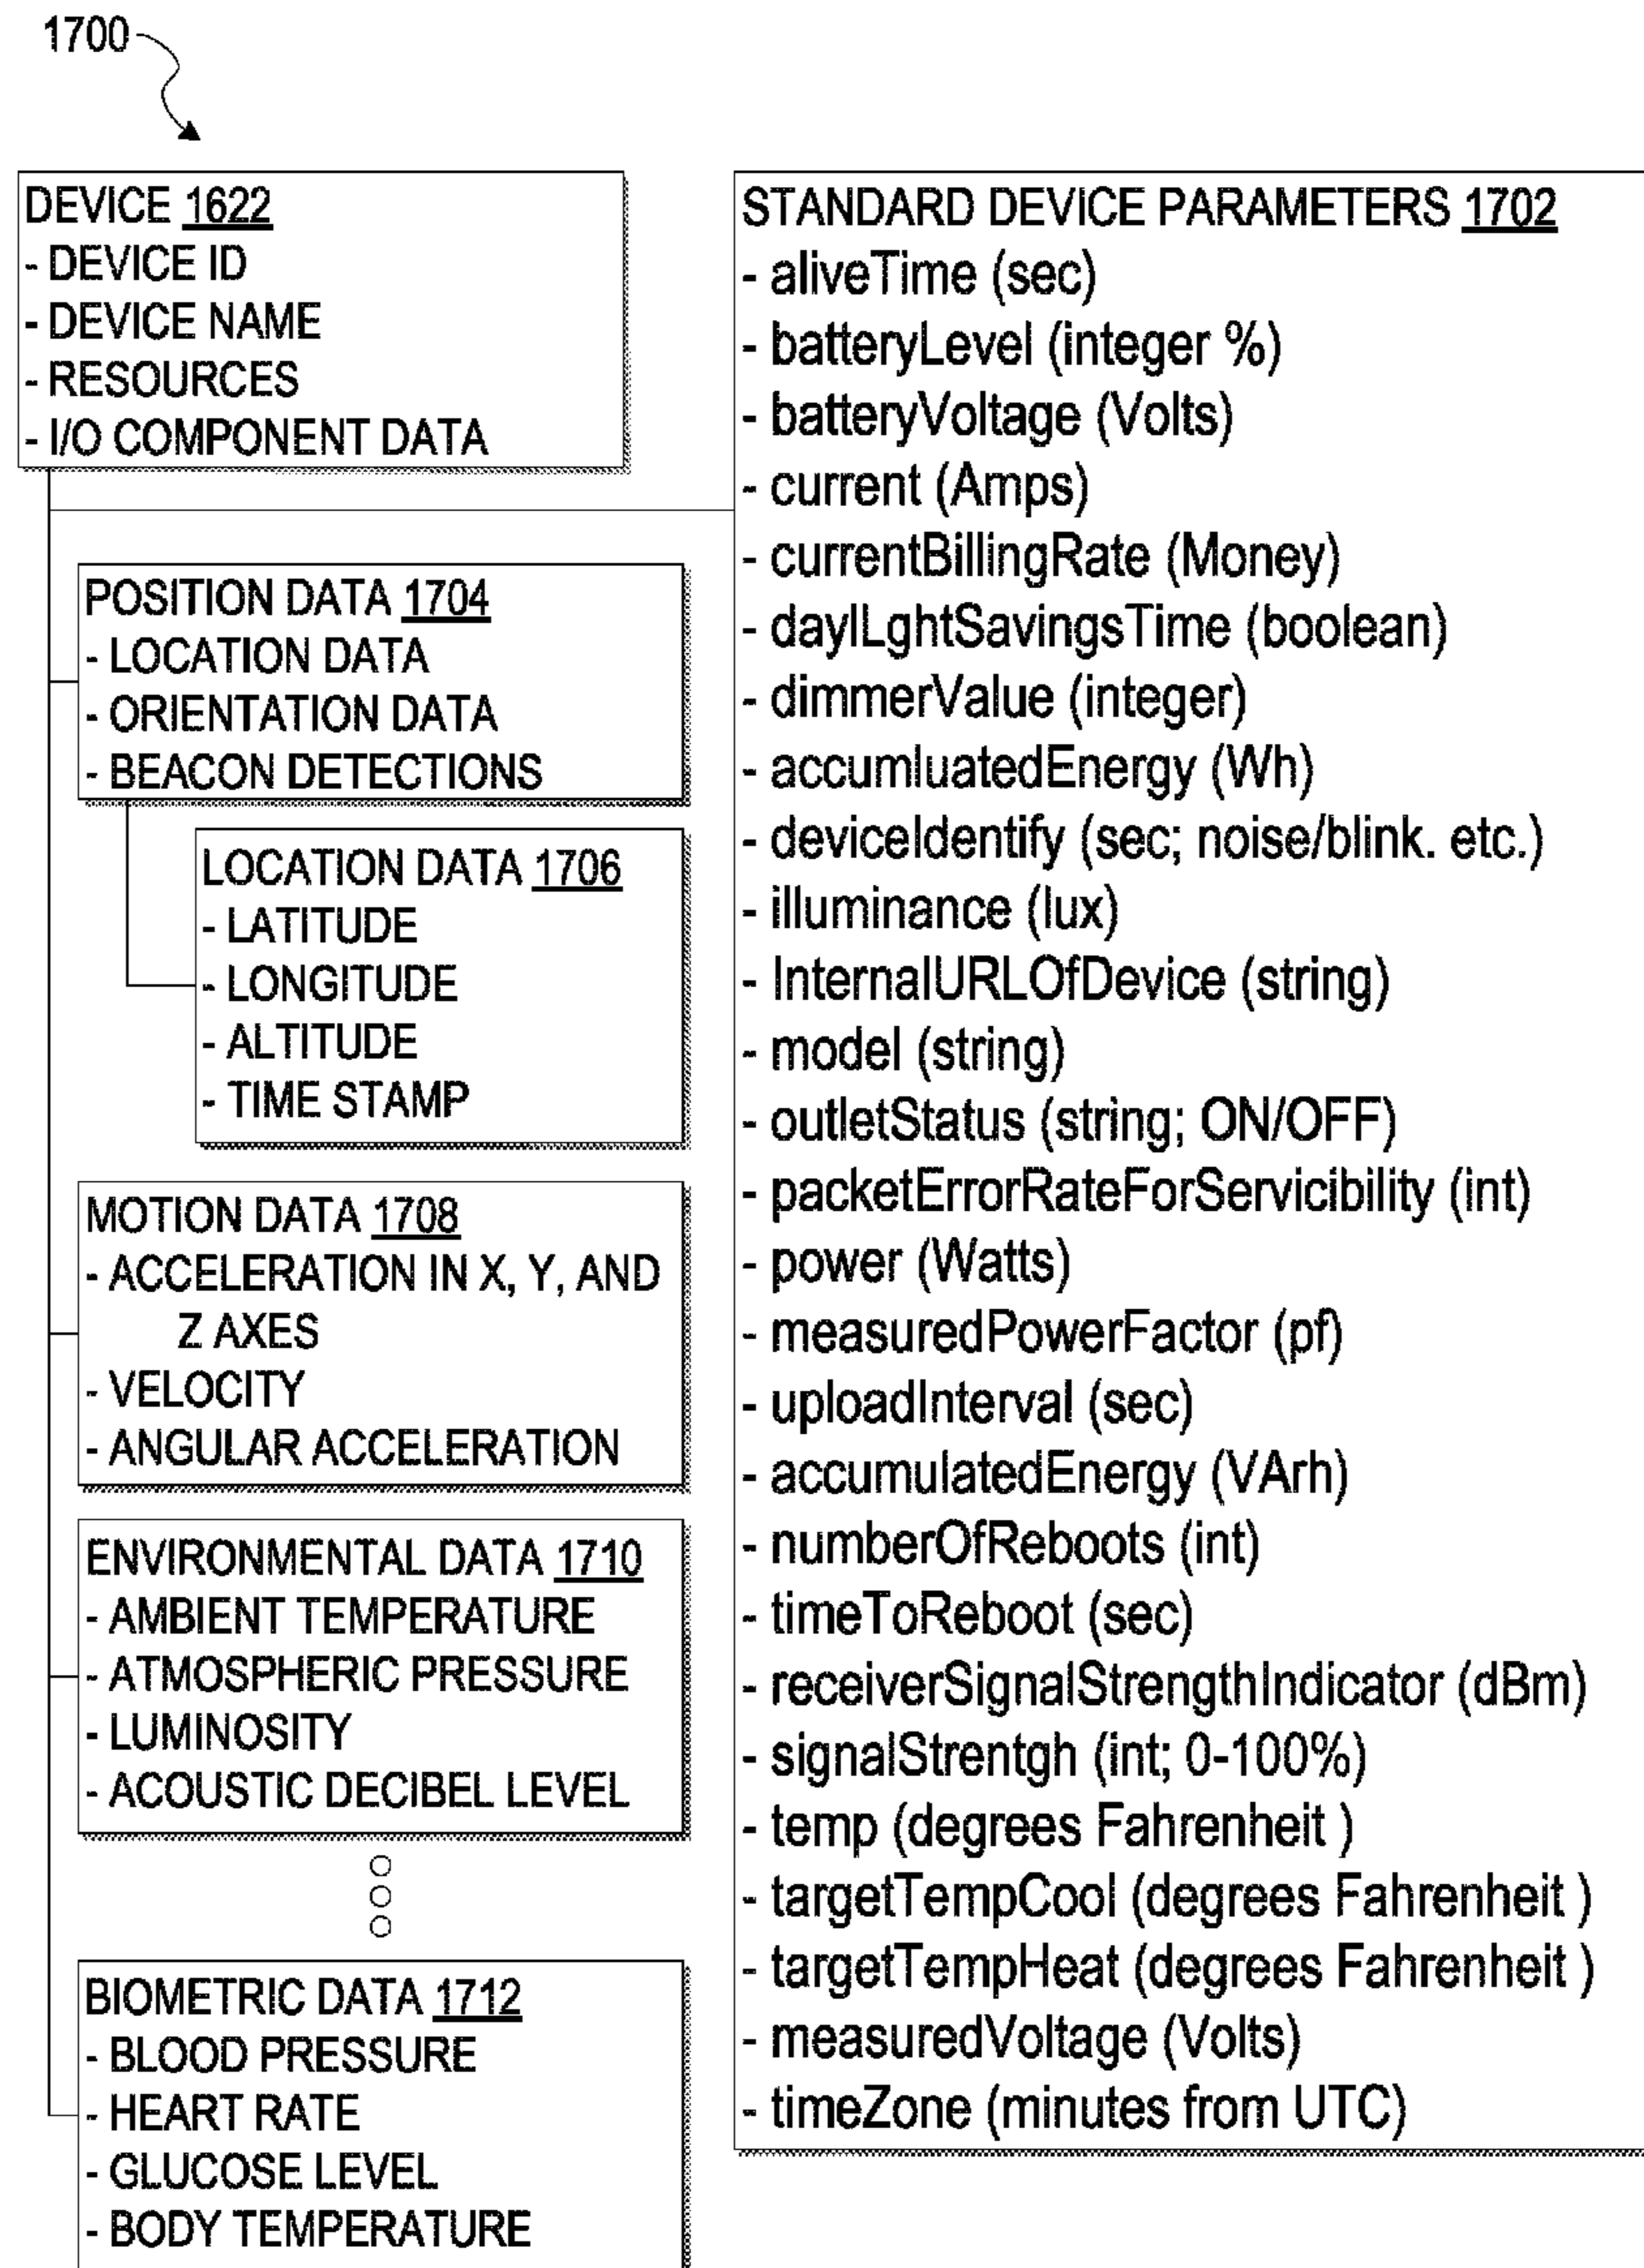 1700
DEVICE 1622
- DEVICE ID
- DEVICE NAME
- RESOURCES
- I/O COMPONENT DATA
POSITION DATA 1704
- LOCATION DATA
- ORIENTATION DATA
- BEACON DETECTIONS
LOCATION DATA 1706
- LATITUDE
- LONGITUDE
- ALTITUDE
- TIME STAMP
MOTION DATA 1708
- ACCELERATION IN X, Y, AND
Z AXES
- VELOCITY
- ANGULAR ACCELERATION
ENVIRONMENTAL DATA 1710
- AMBIENT TEMPERATURE
- ATMOSPHERIC PRESSURE
- LUMINOSITY
- ACOUSTIC DECIBEL LEVEL
BIOMETRIC DATA 1712
- BLOOD PRESSURE
- HEART RATE
- GLUCOSE LEVEL
- BODY TEMPERATURE
STANDARD DEVICE PARAMETERS 1702
- aliveTime (sec)
- batteryLevel (integer %)
- batteryVoltage (Volts)
- current (Amps)
- currentBillingRate (Money)
- daylLghtSavingsTime (boolean)
- dimmerValue (integer)
- accumluatedEnergy (Wh)
- deviceIdentify (sec; noise/blink. etc.)
- illuminance (lux)
- InternalURLOfDevice (string)
- model (string)
- outletStatus (string; ON/OFF)
- packetErrorRateForServicibility (int)
- power (Watts)
- measuredPowerFactor (pf)
- uploadInterval (sec)
- accumulatedEnergy (VArh)
- numberOfReboots (int)
- timeToReboot (sec)
- receiverSignalStrengthIndicator (dBm)
- signalStrentgh (int; 0-100%)
- temp (degrees Fahrenheit )
- targetTempCool (degrees Fahrenheit )
- targetTempHeat (degrees Fahrenheit )
- measuredVoltage (Volts)
- timeZone (minutes from UTC)